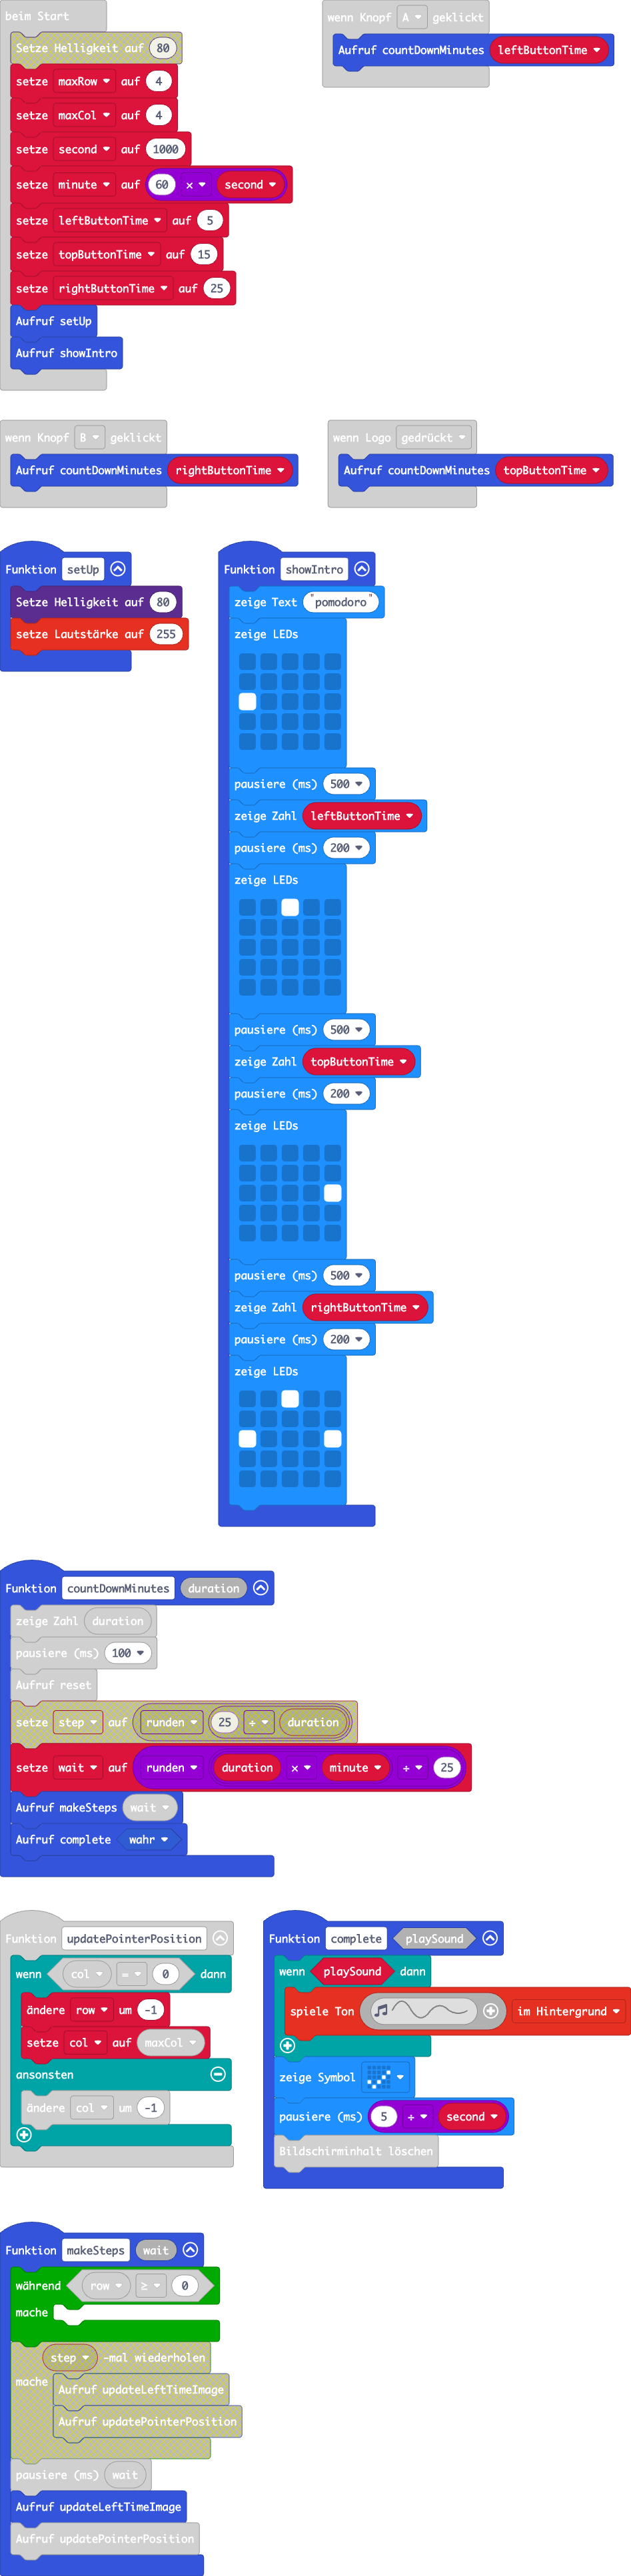 beim Start
Setze Helligkeit auf 80
setze maxRow auf 4
setze maxCol auf 4
setze second auf 1000
setze minute auf 60 × second
setze leftButtonTime auf 5
setze topButtonTime auf 15
setze rightButtonTime auf 25
Aufruf setUp
Aufruf showIntro
wenn Knopf A geklickt
Aufruf countDownMinutes leftButtonTime
wenn Knopf B geklickt
Aufruf countDownMinutes rightButtonTime
wenn Logo gedrückt
Aufruf countDownMinutes topButtonTime
Funktion setUp
Setze Helligkeit auf 80
setze Lautstärke auf 255
Funktion showIntro
zeige Text "pomodoro"
zeige LEDs
pausiere (ms) 500
zeige Zahl leftButtonTime
pausiere (ms) 200
zeige LEDs
pausiere (ms) 500
zeige Zahl topButtonTime
pausiere (ms) 200
zeige LEDs
pausiere (ms) 500
zeige Zahl rightButtonTime
pausiere (ms) 200
zeige LEDs
Funktion countDownMinutes duration
zeige Zahl duration
pausiere (ms) 100
Aufruf reset
setze step auf runden 25 ÷ duration
setze wait auf runden duration × minute ÷ 25
Aufruf makeSteps wait
Aufruf complete wahr
Funktion updatePointerPosition
wenn col = 0 dann
ändere row um -1
setze col auf maxCol
ansonsten
ändere col um -1
Funktion complete playSound
wenn playSound dann
spiele Ton im Hintergrund
zeige Symbol
pausiere (ms) 5 ÷ second
Bildschirminhalt löschen
Funktion makeSteps wait
während row ≥ 0
mache
step -mal wiederholen
mache Aufruf updateLeftTimeImage
Aufruf updatePointerPosition
pausiere (ms) wait
Aufruf updateLeftTimeImage
Aufruf updatePointerPosition